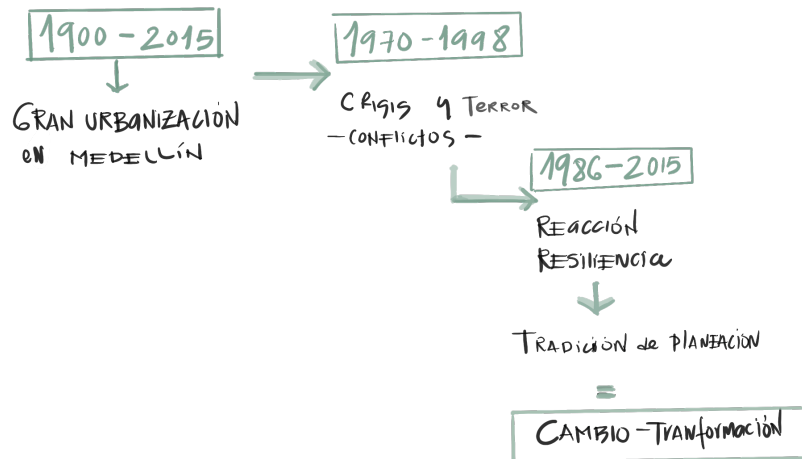 1900-2015
GRAN URBANIZACIÓN
EN MEDELLÍN
1970-1998
CRISIS Y TERROR
-CONFLICTOS-
1986-2015
REACCIÓN
RESILIENCIA
TRADICIÓN de PLANEACIÓN
=
CAMBIO-TRANFORMACIÓN